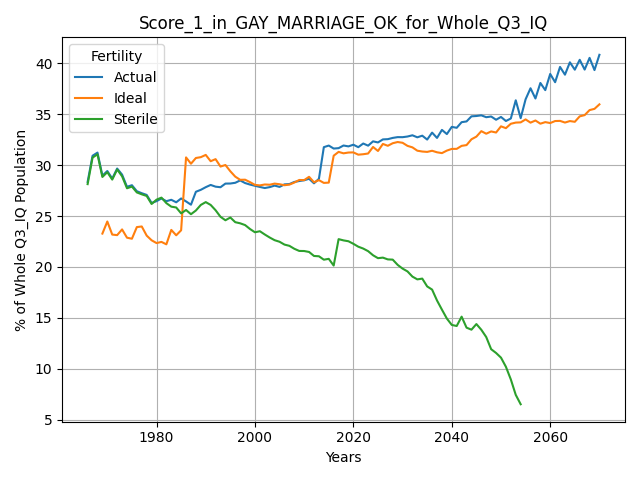 Score_1_in_GAY_MARRIAGE_OK_for_Whole_Q3_IQ
Fertility
Actual
Ideal
Sterile
% of Whole Q3_IQ Population
40
35
30
25
20
15
10
5
1980 2000 2020 2040 2060
Years